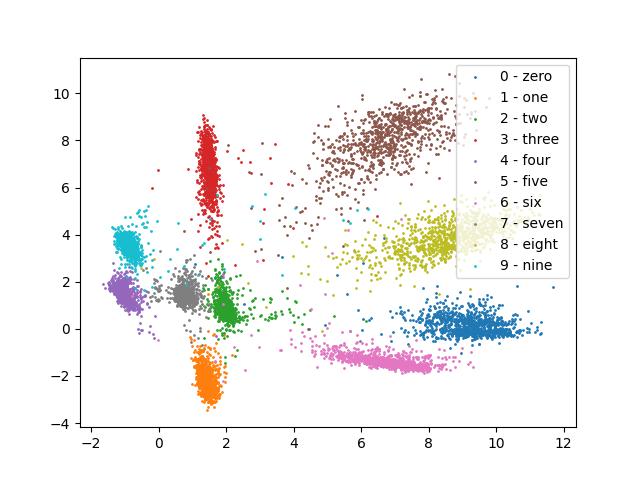 10
8
6
4
2
0
−2
−4
−2
0
2
4
6
8
10
12
0 - zero
1 - one
2 - two
3 - three
4 - four
5 - five
6 - six
7 - seven
8 - eight
9 - nine